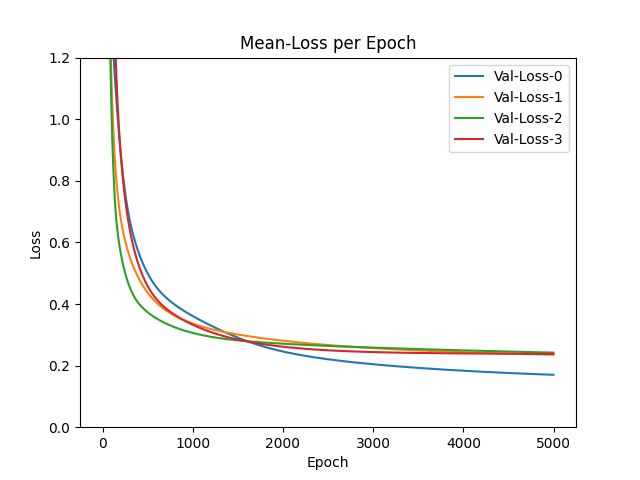 Mean-Loss per Epoch
1.2
1.0
0.8
0.6
0.4
0.2
0.0
Loss
Val-Loss-0
Val-Loss-1
Val-Loss-2
Val-Loss-3
0 1000 2000 3000 4000 5000
Epoch